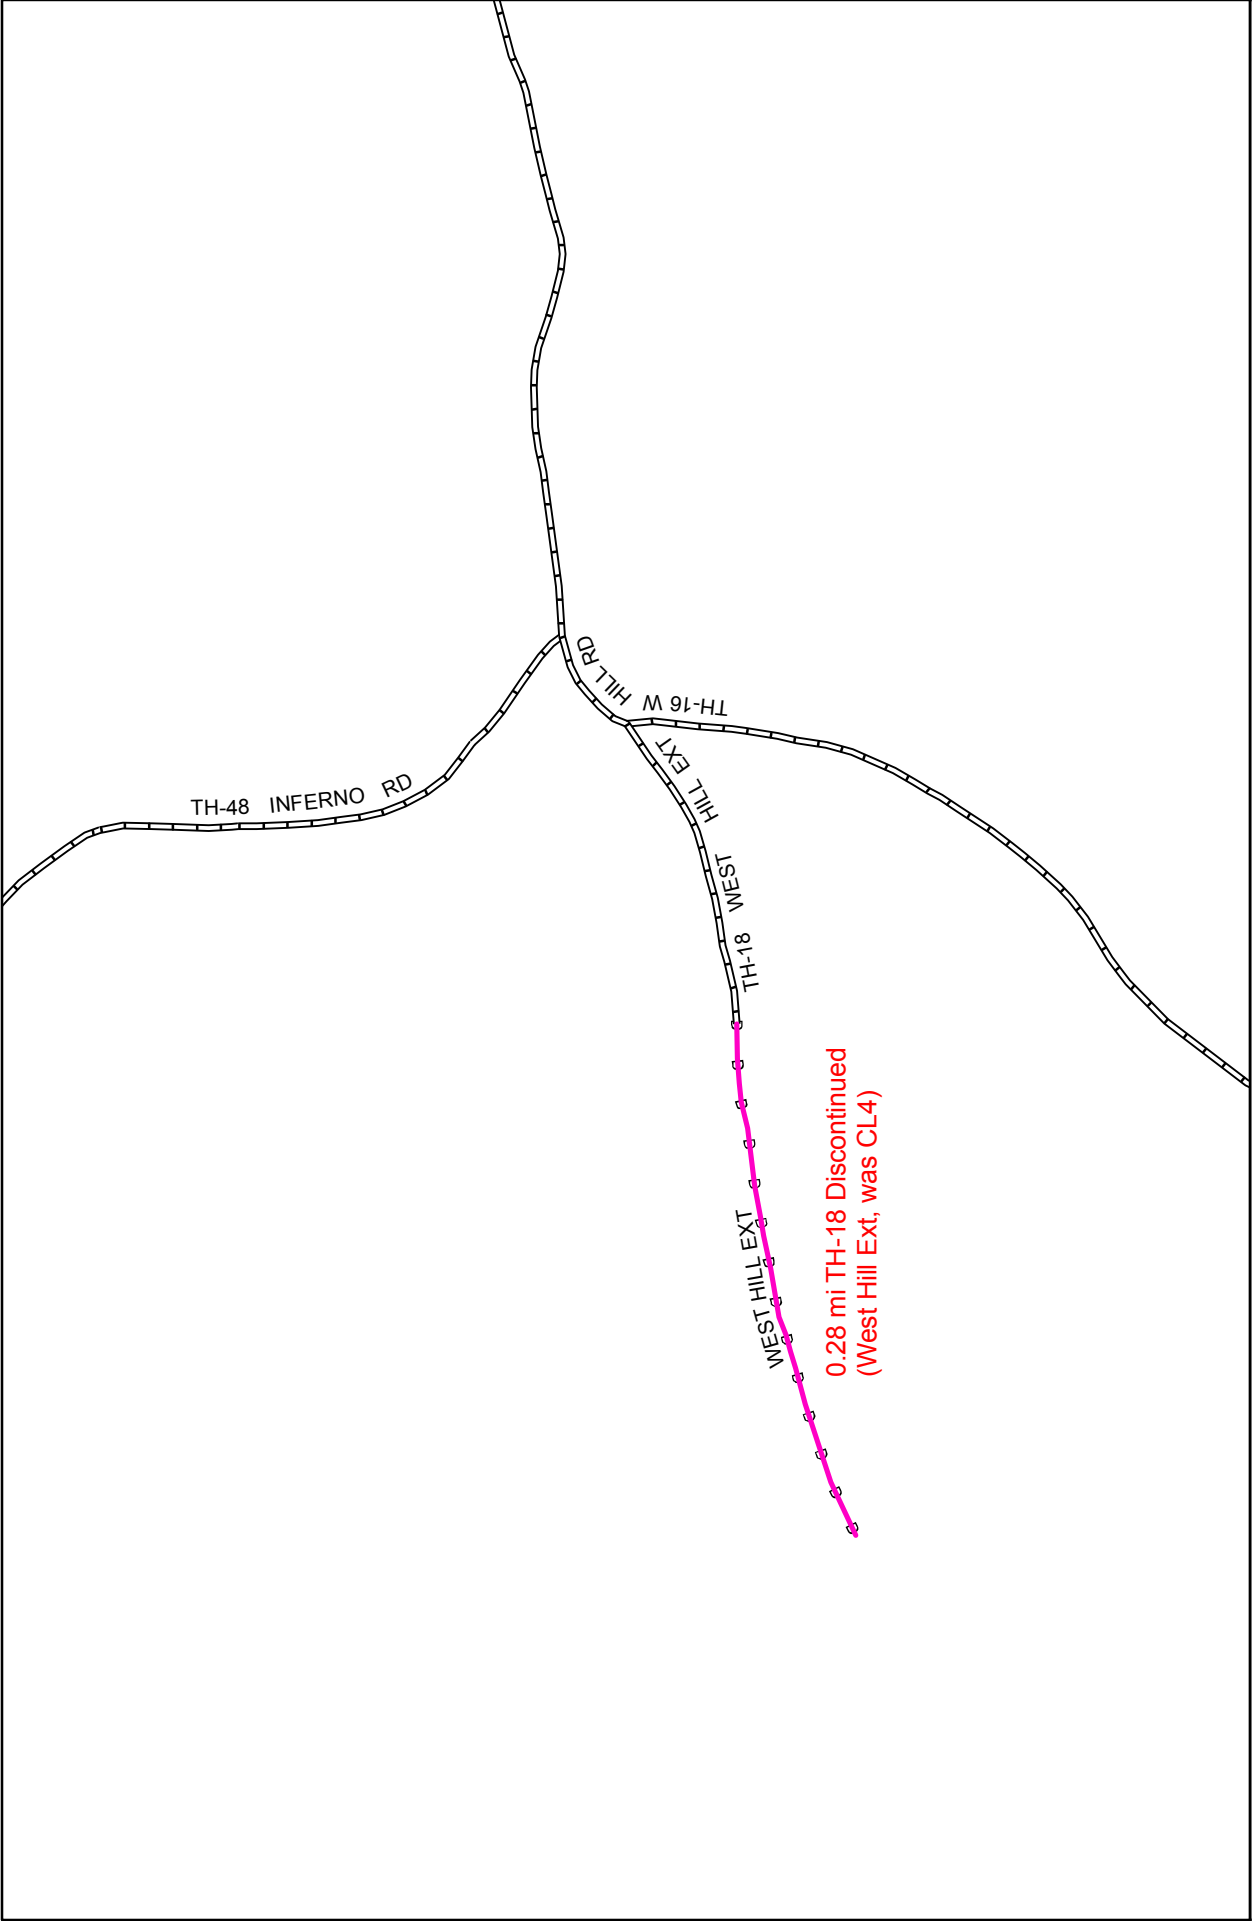 TH-16 W HILL RD
TH-48 INFERNO RD
TH-18 WEST HILL EXT
WEST HILL EXT
0.28 mi TH-18 Discontinued
(West Hill Ext, was CL4)